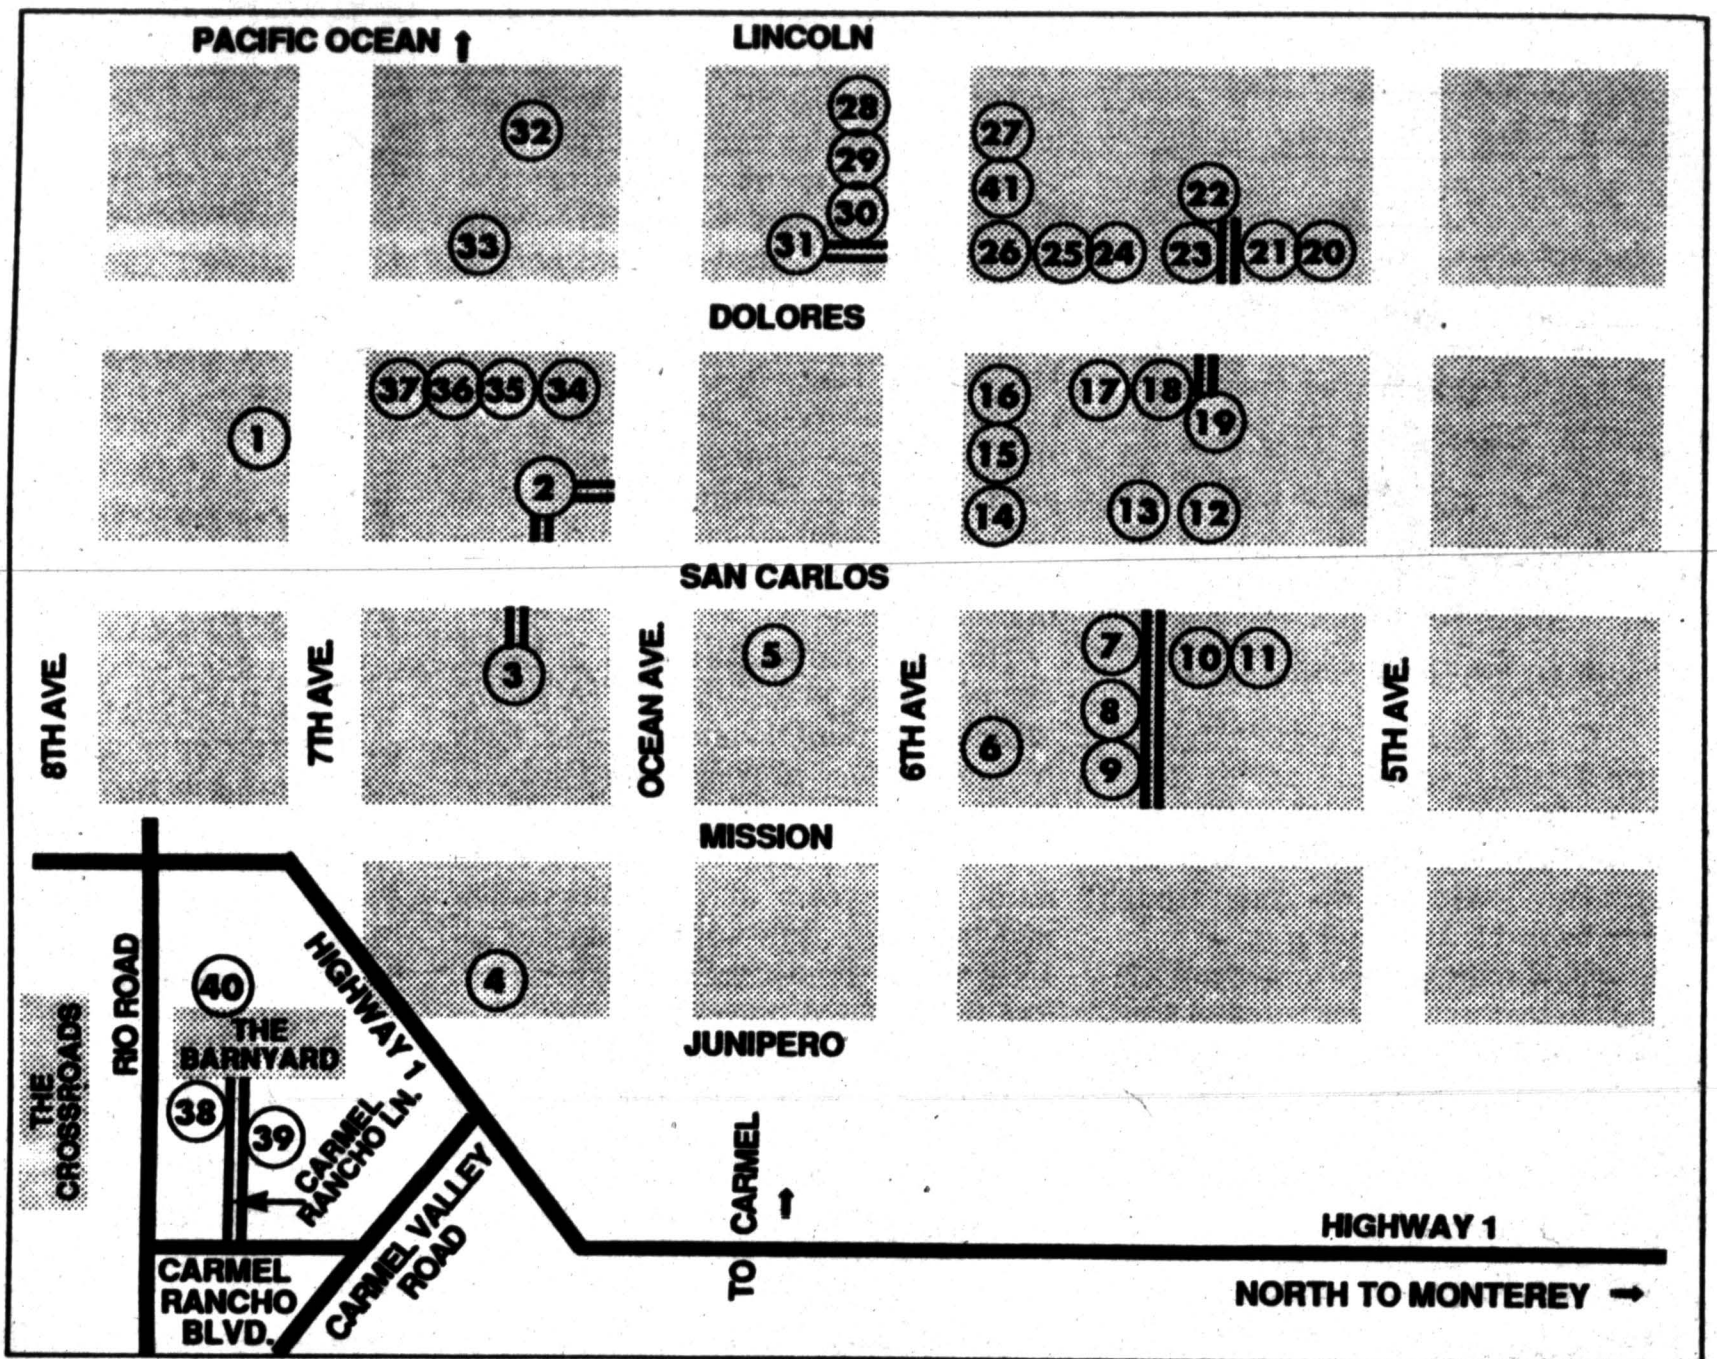 PACIFIC OCEAN ↑
LINCOLN
32
28
27
29
41
22
30
33
31
26
25
24
23
21
20
DOLORES
37
36
35
34
16
17
18
1
19
15
2
14
13
12
SAN CARLOS
8TH AVE.
7TH AVE.
3
OCEAN AVE.
5
6TH AVE.
7
10
11
8
6
9
5TH AVE.
MISSION
4
JUNIPERO
THE
CROSSROADS
RIO ROAD
40
THE
BARNYARD
38
39
HIGHWAY 1
CARMEL
RANCHO LN.
CARMEL
RANCHO
BLVD.
CARMEL VALLEY
ROAD
TO CARMEL ↑
HIGHWAY 1
NORTH TO MONTEREY →